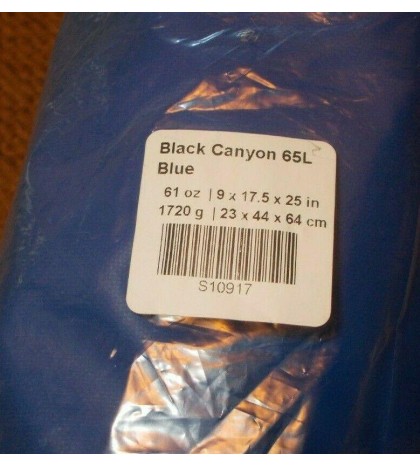 Black Canyon 65L
Blue
61 oz | 9 x 17.5 x 25 in
1720 g | 23 x 44 x 64 cm
S10917